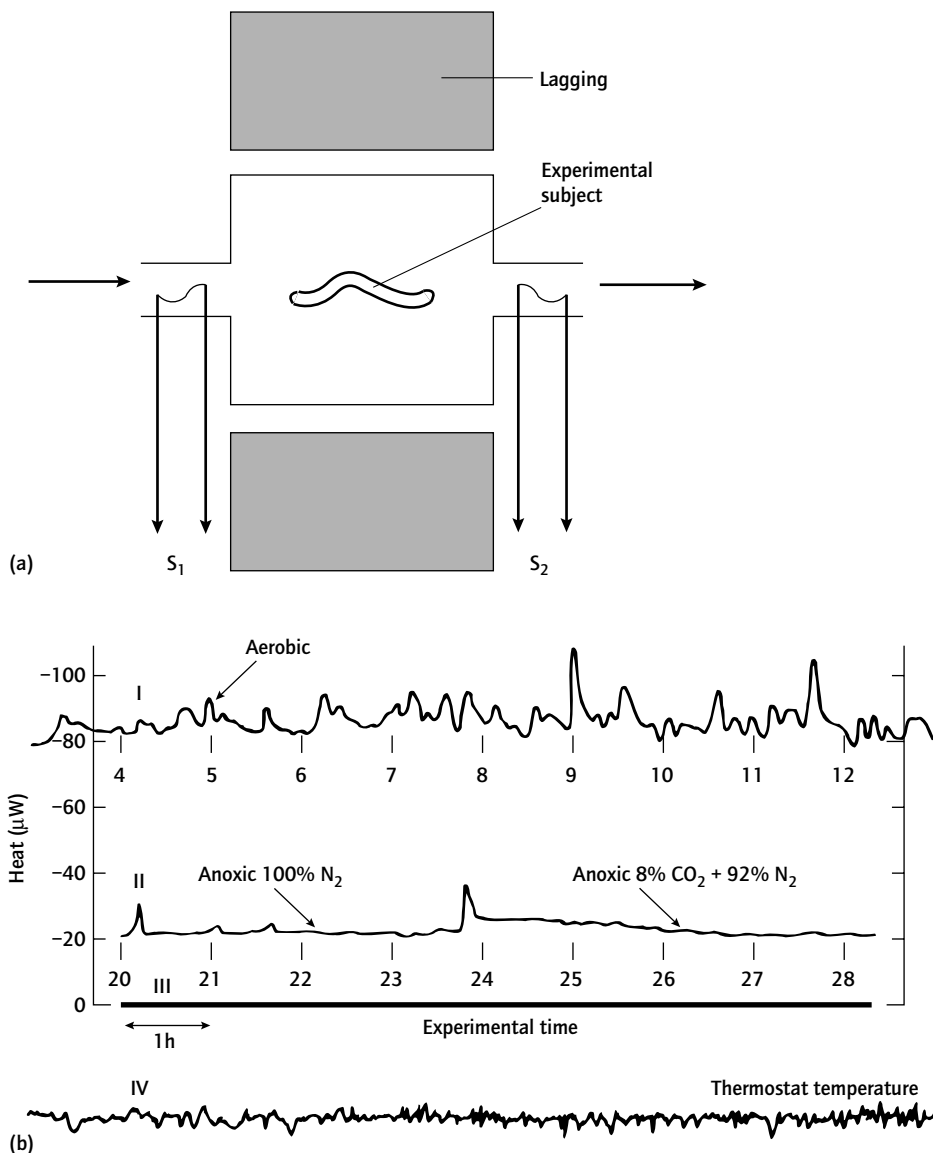 Lagging
Experimental
subject
(a)
S1
S2
Aerobic
−100
I
−80
4 5 6 7 8 9 10 11 12
−60
Heat (μW)
−40
II
Anoxic 100% N2
Anoxic 8% CO2 + 92% N2
−20
20 21 22 23 24 25 26 27 28
III
0
1h
Experimental time
IV
Thermostat temperature
(b)